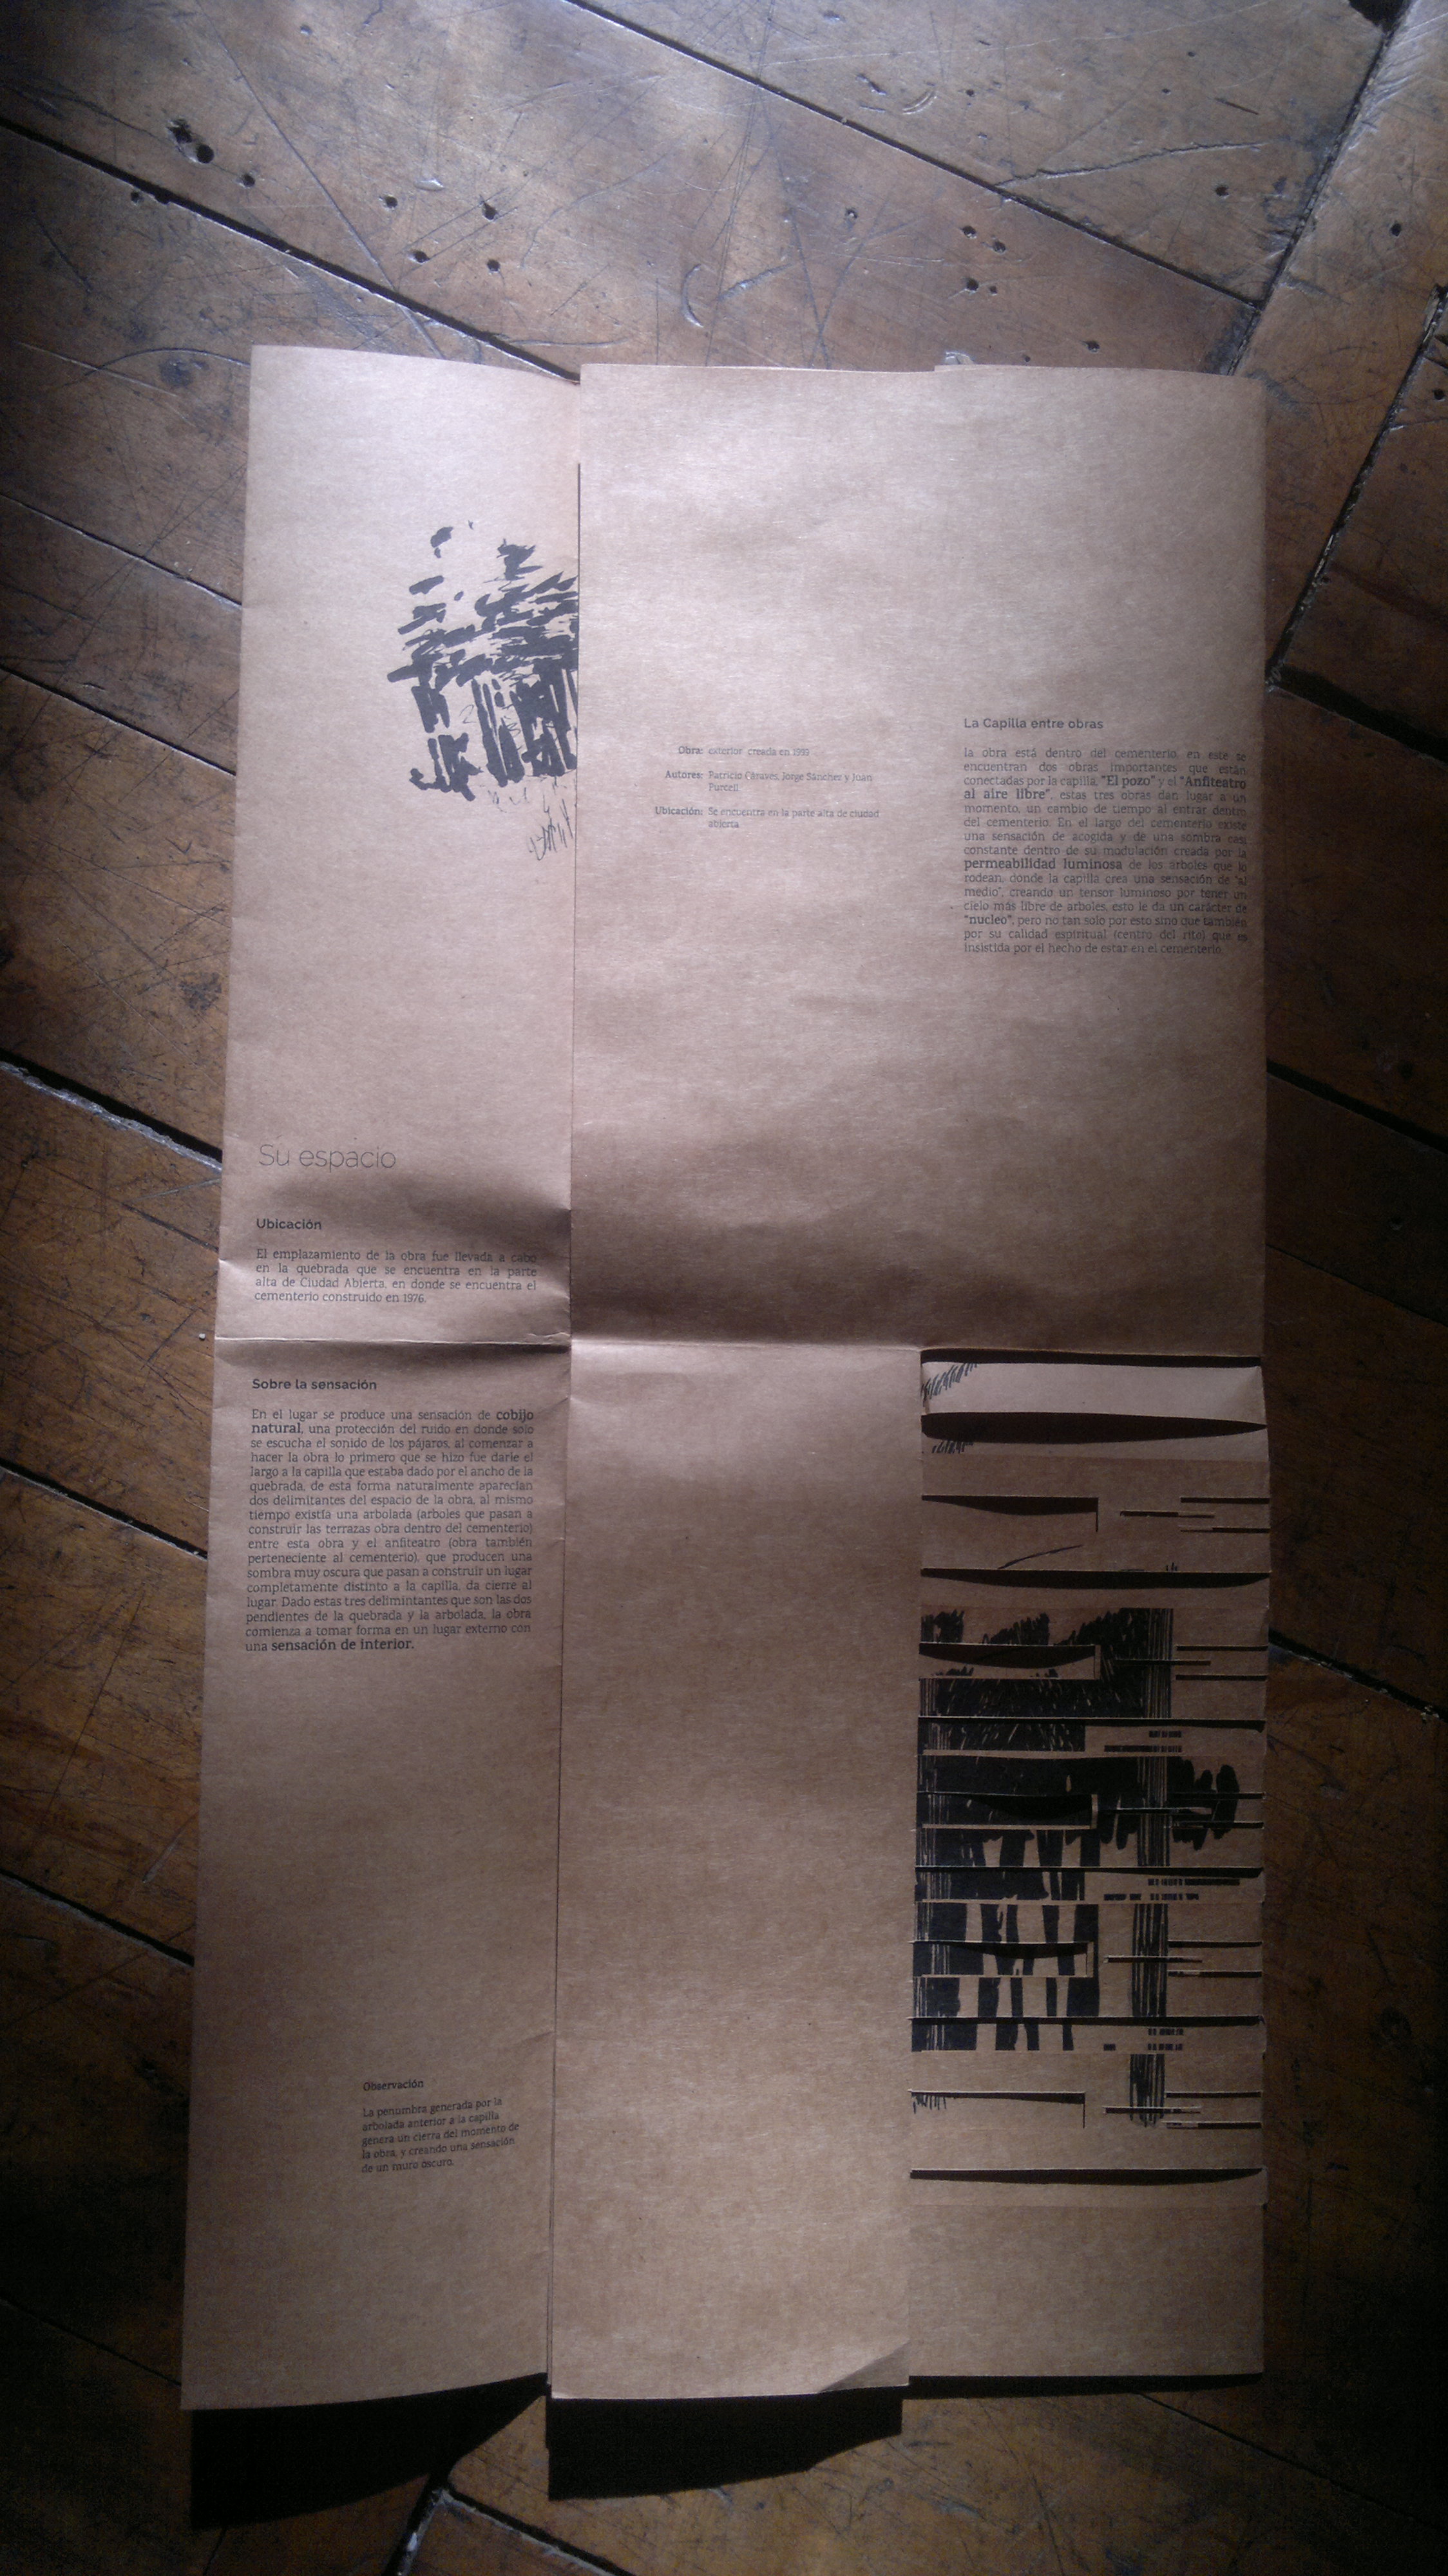 Su espacio
Ubicación
El emplazamiento de la obra fue llevada a cabo
en la quebrada que se encuentra en la parte
alta de Ciudad Abierta, en donde se encuentra el
cementerio construido en 1976.
Sobre la sensación
En el lugar se produce una sensación de cobijo
natural, una protección del ruido en donde solo
se escucha el sonido de los pájaros, al comenzar a
hacer la obra lo primero que se hizo fue darle el
largo a la capilla que estaba dado por el ancho de la
quebrada, de esta forma naturalmente aparecían
dos delimitantes del espacio de la obra, al mismo
tiempo existía una arbolada (arboles que pasan a
construir las terrazas obra dentro del cementerio)
entre esta obra y el anfiteatro (obra también
perteneciente al cementerio), que producen una
sombra muy oscura que pasan a construir un lugar
completamente distinto a la capilla, da cierre al
lugar. Dado estas tres delimintantes que son las dos
pendientes de la quebrada y la arbolada, la obra
comienza a tomar forma en un lugar externo con
una sensación de interior.
Observación
La penumbra generada por la
arbolada anterior a la capilla
genera un cierra del momento de
la obra, y creando una sensación
de un muro oscuro.
Obra: exterior creada en
Autores: Patricio Cáraves, Jorge Sánchez y Juan
Purcell
Ubicación: Se encuentra en la parte alta de ciudad
abierta
La Capilla entre obras
la obra está dentro del cementerio, en este se
encuentran dos obras importantes que están
conectadas por la capilla, "El pozo" y el "Anfiteatro
al aire libre", estas tres obras dan lugar a un
momento, un cambio de tiempo al entrar dentro
del cementerio. En el largo del cementerio existe
una sensación de acogida y de una sombra casi
constante dentro de su modulación creada por la
permeabilidad luminosa de los árboles que lo
rodean, donde la capilla crea una sensación de "al
medio", creando un tensor luminoso por tener un
cielo más libre de arboles, esto le da un carácter de
"nucleo", pero no tan solo por esto sino que también
por su calidad espiritual (centro del rito) que es
insistida por el hecho de estar en el cementerio.